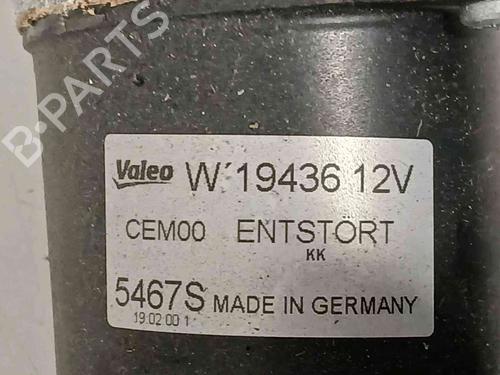 B-PARTS
Valeo W´19436 12V
CEM00 ENTSTÖRT
KK
5467S MADE IN GERMANY
19.02.00 1